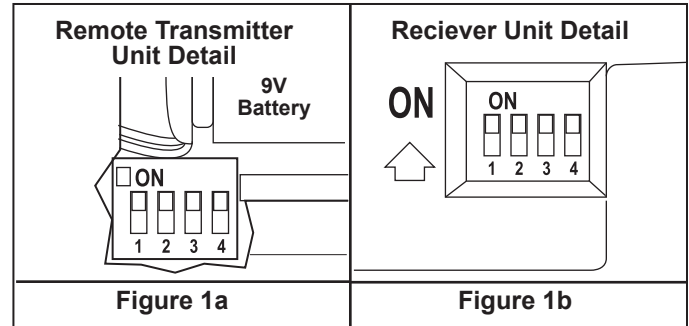 Remote Transmitter
Unit Detail
9V
Battery
ON
1 2 3 4
Figure 1a
Reciever Unit Detail
ON
ON
1 2 3 4
Figure 1b